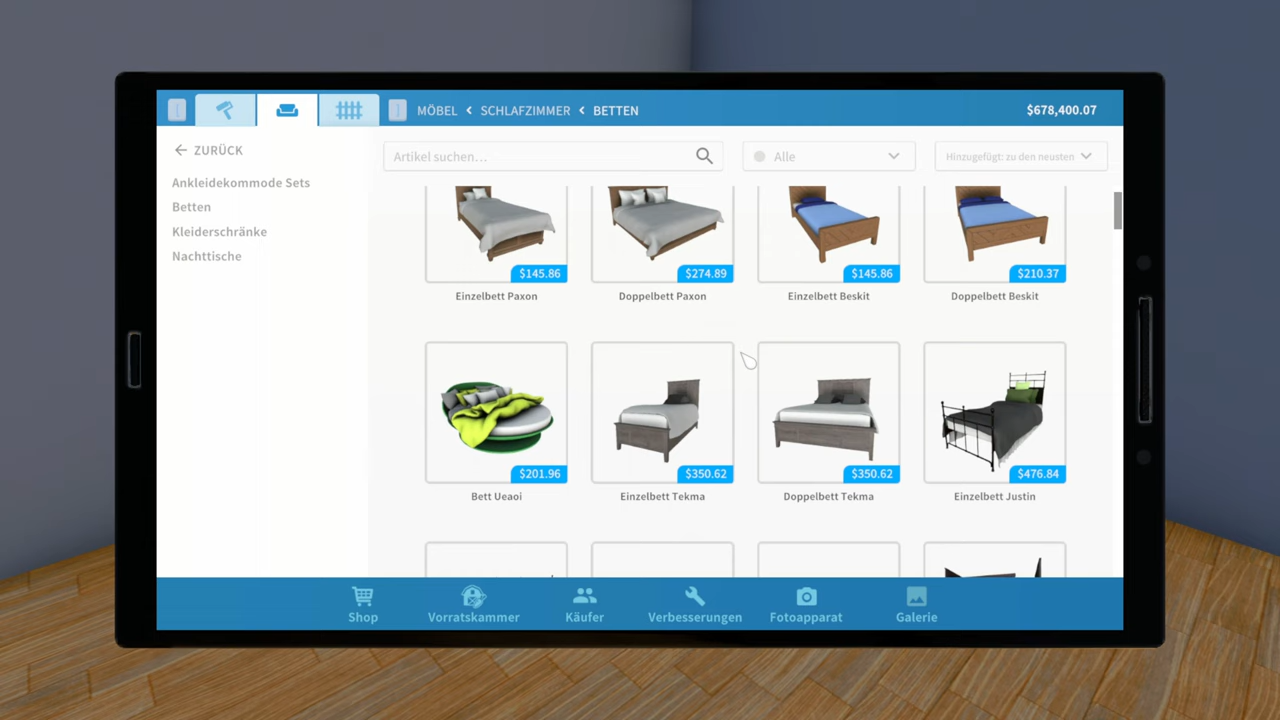 MÖBEL < SCHLAFZIMMER < BETTEN
$678,400.07
ZURÜCK
Artikel suchen...
Alle
Hinzugefügt: zu den neusten
Ankleidekommode Sets
Betten
Kleiderschränke
Nachttische
$145.86
$274.89
$145.86
$210.37
Einzelbett Paxon
Doppelbett Paxon
Einzelbett Beskit
Doppelbett Beskit
$201.96
$350.62
$350.62
$476.84
Bett Ueaoi
Einzelbett Tekma
Doppelbett Tekma
Einzelbett Justin
Shop
Vorratskammer
Käufer
Verbesserungen
Fotoapparat
Galerie